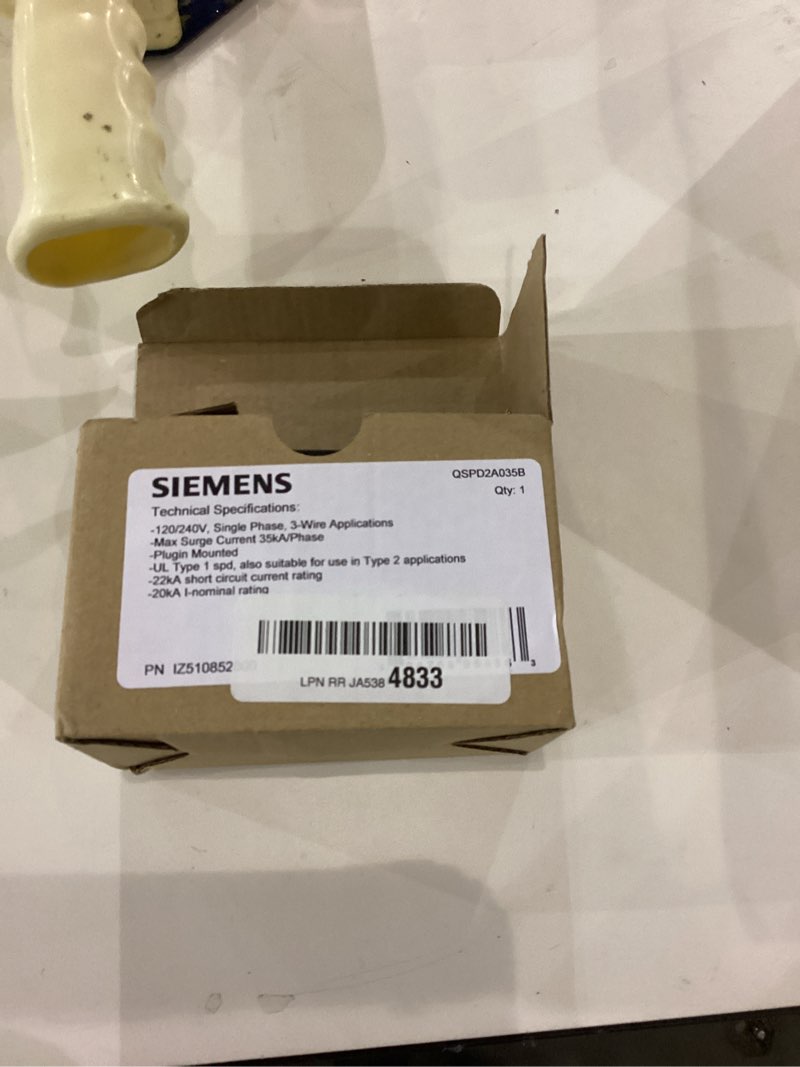 SIEMENS
QSPD2A035B
Qty: 1
Technical Specifications:
-120/240V, Single Phase, 3-Wire Applications
-Max Surge Current 35kA/Phase
-Plugin Mounted
-UL Type 1 spd, also suitable for use in Type 2 applications
-22kA short circuit current rating
-20kA I-nominal rating
3
PN IZ510852
LPN RR JA538 4833